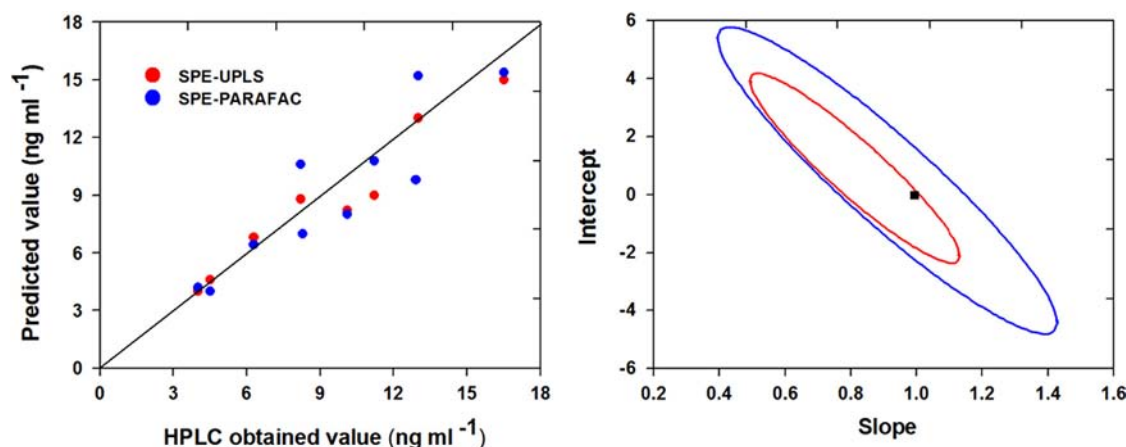 Predicted value (ng ml -1)
18
15
12
9
6
3
0
SPE-UPLS
SPE-PARAFAC
0 3 6 9 12 15 18
HPLC obtained value (ng ml -1)
Intercept
6
4
2
0
-2
-4
-6
0.2 0.4 0.6 0.8 1.0 1.2 1.4 1.6
Slope